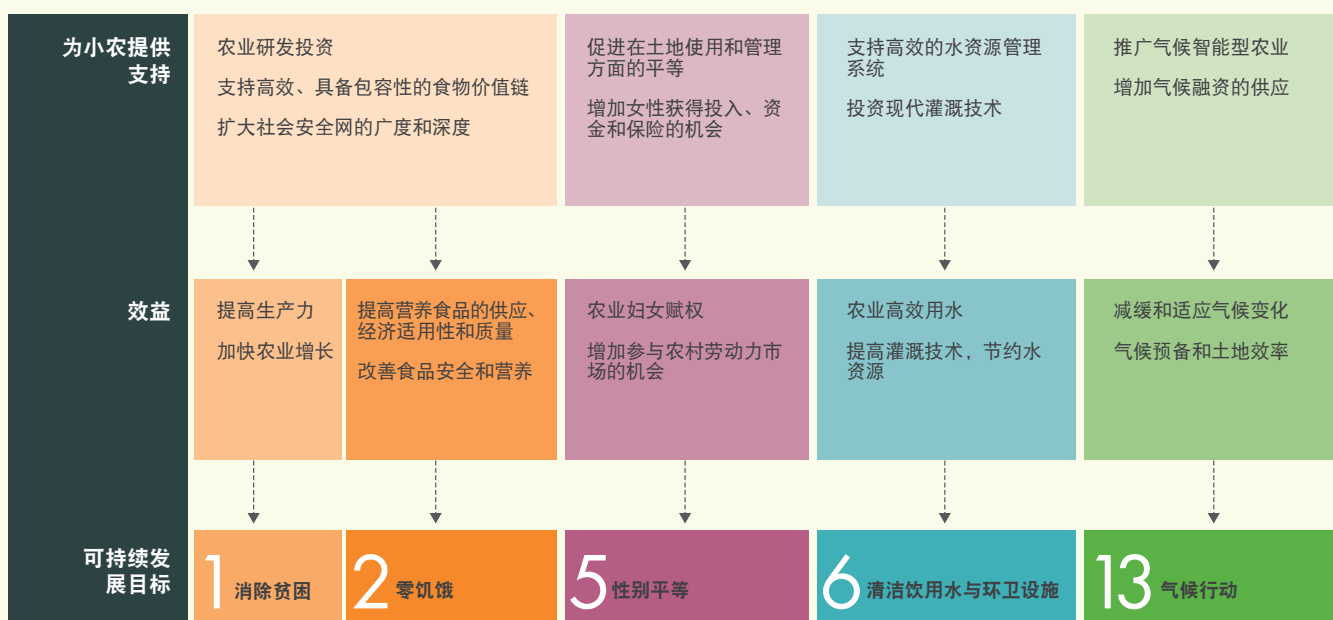 为小农提供
支持
农业研发投资
支持高效、具备包容性的食物价值链
扩大社会安全网的广度和深度
促进在土地使用和管理
方面的平等
增加女性获得投入、资
金和保险的机会
支持高效的水资源管理
系统
投资现代灌溉技术
推广气候智能型农业
增加气候融资的供应
效益
提高生产力
加快农业增长
提高营养食品的供应、
经济适用性和质量
改善食品安全和营养
农业妇女赋权
增加参与农村劳动力市
场的机会
农业高效用水
提高灌溉技术，节约水
资源
减缓和适应气候变化
气候预备和土地效率
可持续发
展目标
1 消除贫困
2 零饥饿
5 性别平等
6 清洁饮用水与环卫设施
13 气候行动